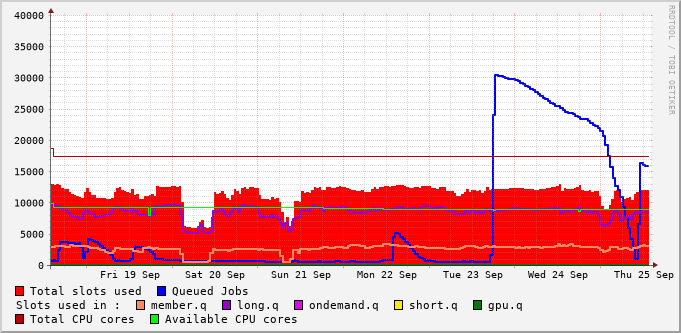 40000
35000
30000
25000
20000
15000
10000
5000
0
Fri 19 Sep Sat 20 Sep Sun 21 Sep Mon 22 Sep Tue 23 Sep Wed 24 Sep Thu 25 Sep
Total slots used Queued Jobs
Slots used in : member.q long.q ondemand.q short.q gpu.q
Total CPU cores Available CPU cores
RRDTOOL / TOBI OETIKER